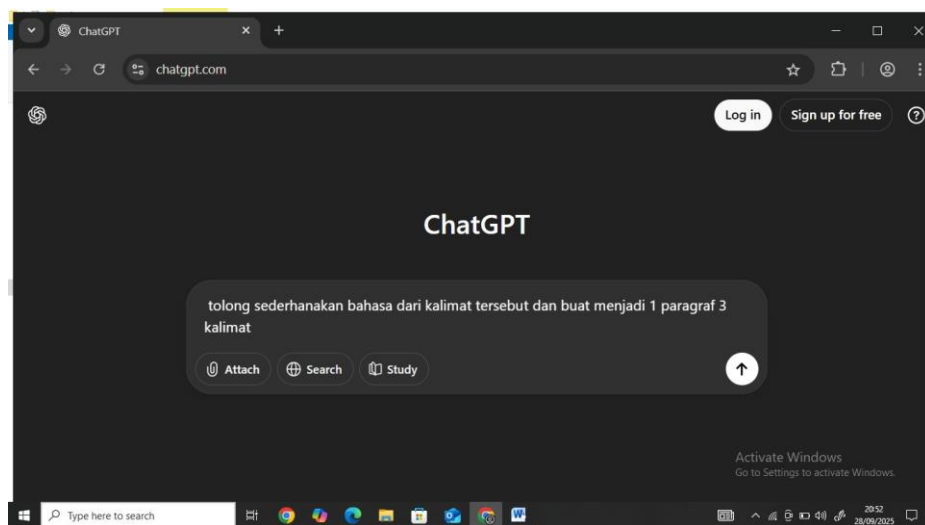 ChatGPT
chatgpt.com
Log in
Sign up for free
ChatGPT
tolong sederhanakan bahasa dari kalimat tersebut dan buat menjadi 1 paragraf 3
kalimat
Attach
Search
Study
Activate Windows
Go to Settings to activate Windows.
Type here to search
20:52
28/09/2025